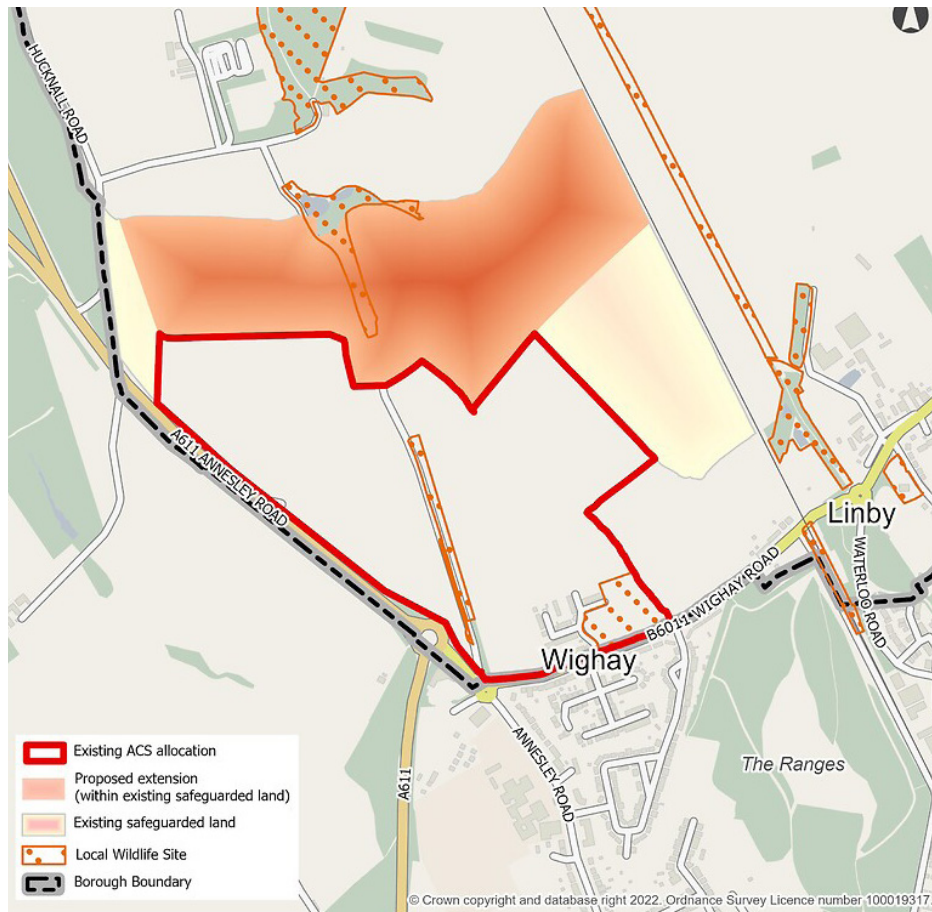 HUCKNALL ROAD
A611 ANNESLEY ROAD
Linby
WATERLOO ROAD
B6011 WIGHAY ROAD
Wighay
The Ranges
A611
ANNESLEY ROAD
Existing ACS allocation
Proposed extension
(within existing safeguarded land)
Existing safeguarded land
Local Wildlife Site
Borough Boundary
© Crown copyright and database right 2022. Ordnance Survey Licence number 100019317